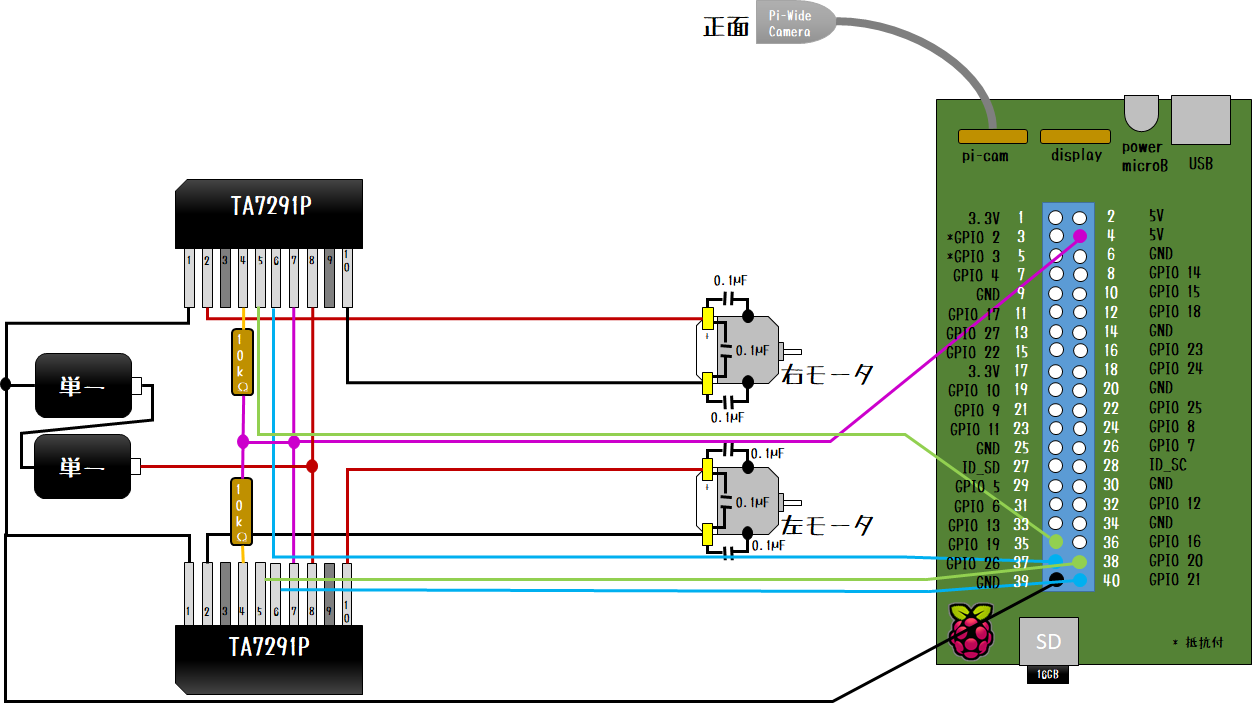 正面
Pi-Wide
Camera
pi-cam
display
power
microB
USB
TA7291P
1 2 3 4 5 6 7 8 9 10
10kΩ
単一
単一
10kΩ
1 2 3 4 5 6 7 8 9 10
TA7291P
0.1μF
+
0.1μF
右モータ
0.1μF
0.1μF
+
0.1μF
左モータ
0.1μF
3.3V 1 2 5V
*GPIO 2 3 4 5V
*GPIO 3 5 6 GND
GPIO 4 7 8 GPIO 14
GND 9 10 GPIO 15
GPIO 17 11 12 GPIO 18
GPIO 27 13 14 GND
GPIO 22 15 16 GPIO 23
3.3V 17 18 GPIO 24
GPIO 10 19 20 GND
GPIO 9 21 22 GPIO 25
GPIO 11 23 24 GPIO 8
GND 25 26 GPIO 7
ID_SD 27 28 ID_SC
GPIO 5 29 30 GND
GPIO 6 31 32 GPIO 12
GPIO 13 33 34 GND
GPIO 19 35 36 GPIO 16
GPIO 26 37 38 GPIO 20
GND 39 40 GPIO 21
SD
16GB
* 抵抗付